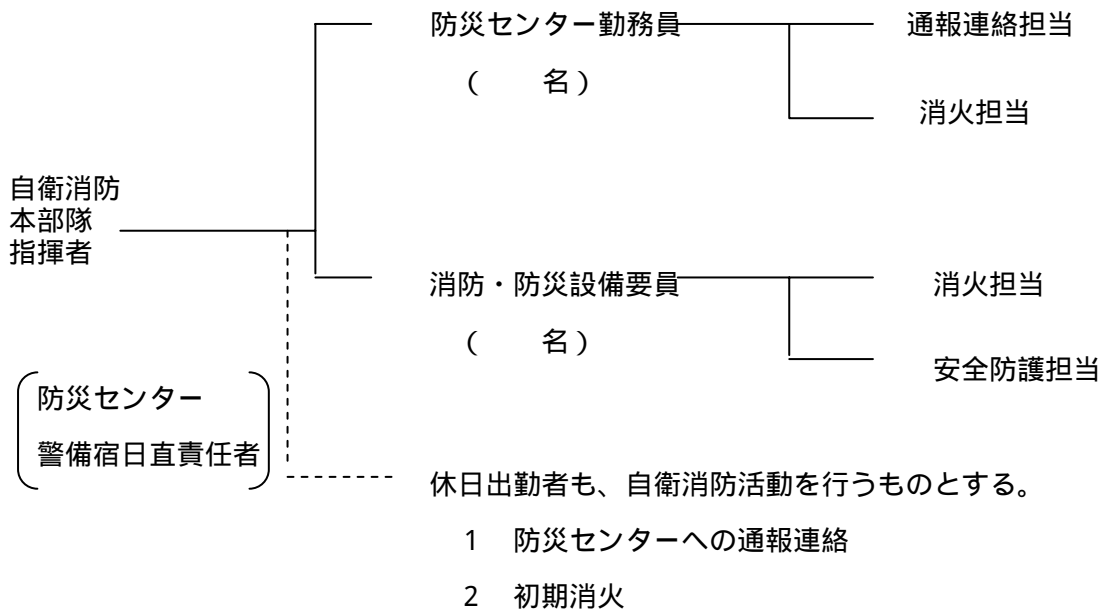 防災センター勤務員
通報連絡担当
(　　名)
消火担当
自衛消防
本部隊
指揮者
消防・防災設備要員
消火担当
(　　名)
安全防護担当
防災センター
警備宿日直責任者
休日出勤者も、自衛消防活動を行うものとする。
1　防災センターへの通報連絡
2　初期消火